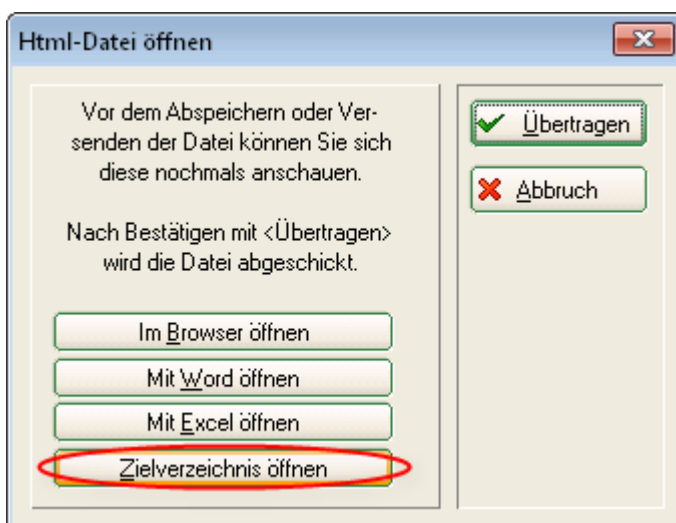 Html-Datei öffnen
Vor dem Abspeichern oder Ver-
senden der Datei können Sie sich
diese nochmals anschauen.
Nach Bestätigen mit <Übertragen>
wird die Datei abgeschickt.
Im Browser öffnen
Mit Word öffnen
Mit Excel öffnen
Zielverzeichnis öffnen
Übertragen
Abbruch